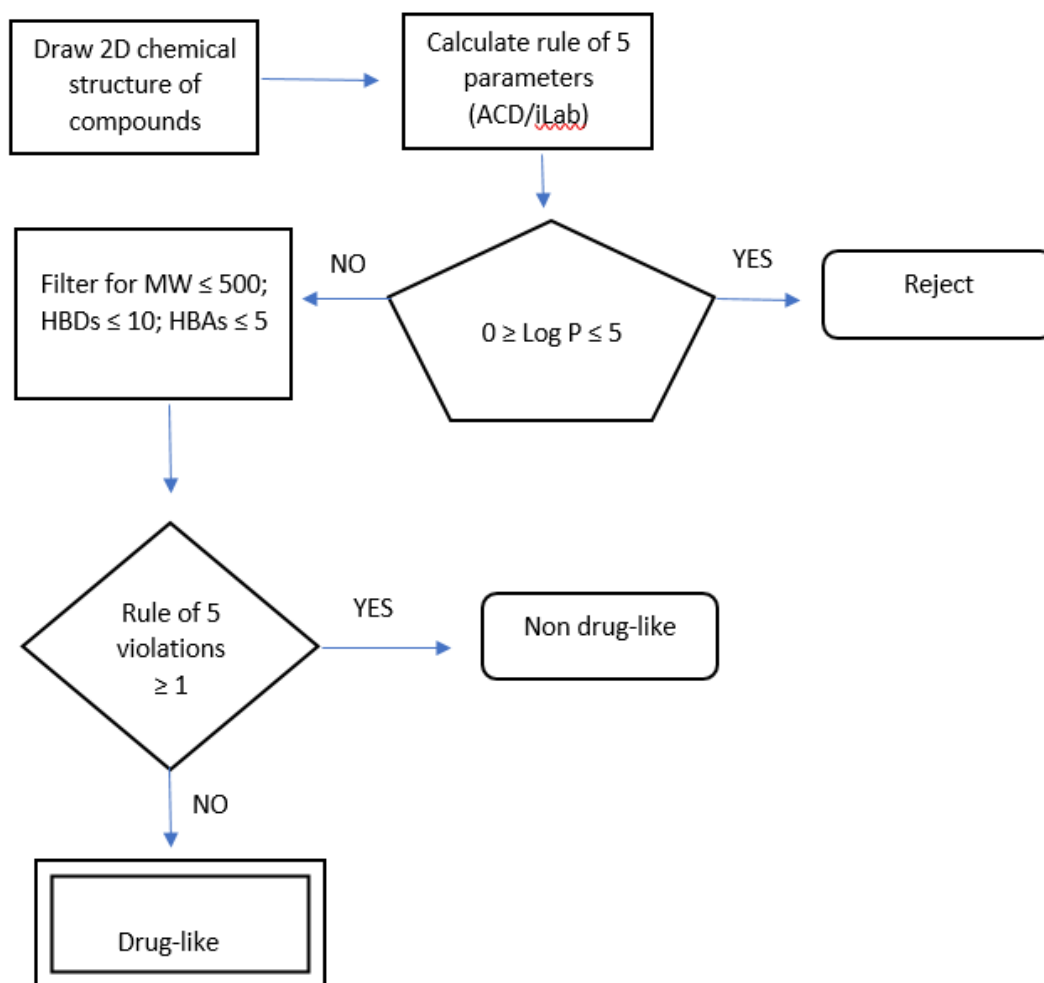 Draw 2D chemical
structure of
compounds
Calculate rule of 5
parameters
(ACD/iLab)
NO
YES
Filter for MW ≤ 500;
HBDs ≤ 10; HBAs ≤ 5
0 ≥ Log P ≤ 5
Reject
Rule of 5
violations
≥ 1
YES
Non drug-like
NO
Drug-like